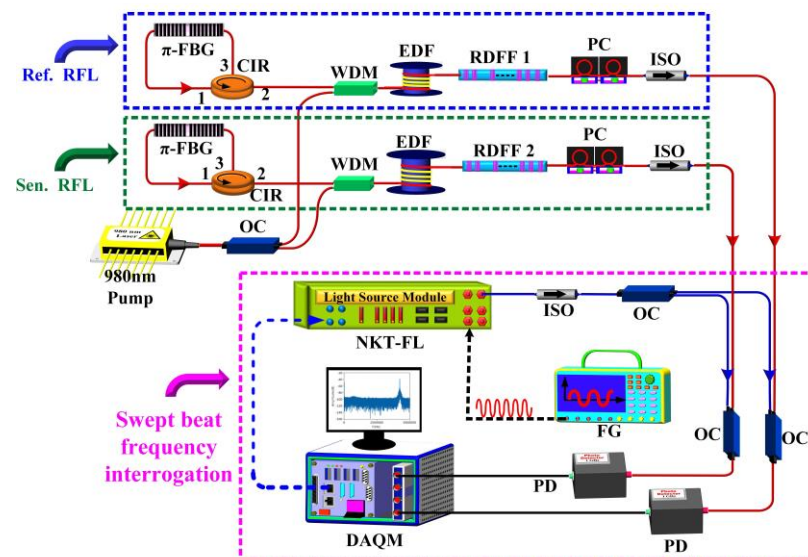 π-FBG
3
CIR
1
2
WDM
EDF
RDFF 1
PC
ISO
Ref. RFL
π-FBG
3
1
2
CIR
WDM
EDF
RDFF 2
PC
ISO
Sen. RFL
980 nm
Laser
OC
980nm
Pump
Light Source Module
NKT-FL
ISO
OC
Swept beat
frequency
interrogation
FG
OC
OC
PD
PD
DAQM